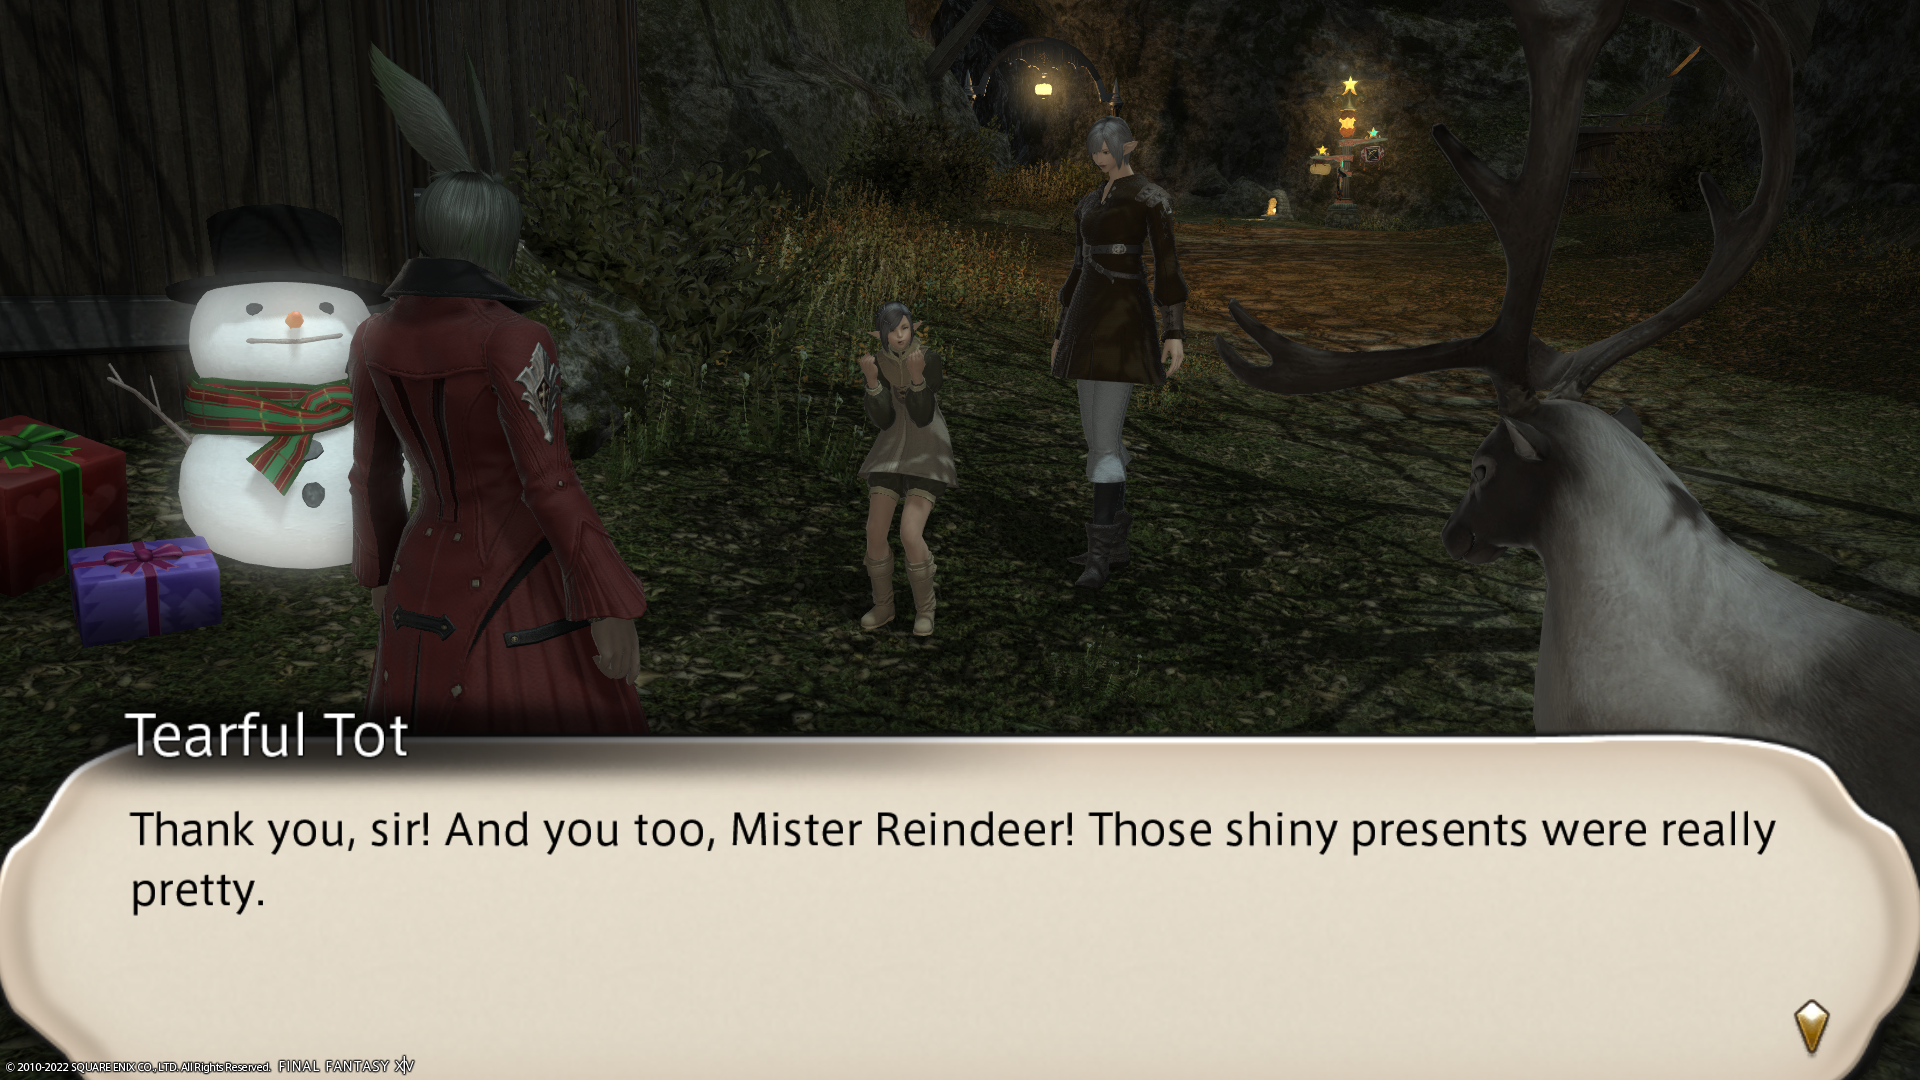 Tearful Tot
Thank you, sir! And you too, Mister Reindeer! Those shiny presents were really
pretty.
© 2010-2022 SQUARE ENIX CO., LTD. All Rights Reserved. FINAL FANTASY XIV